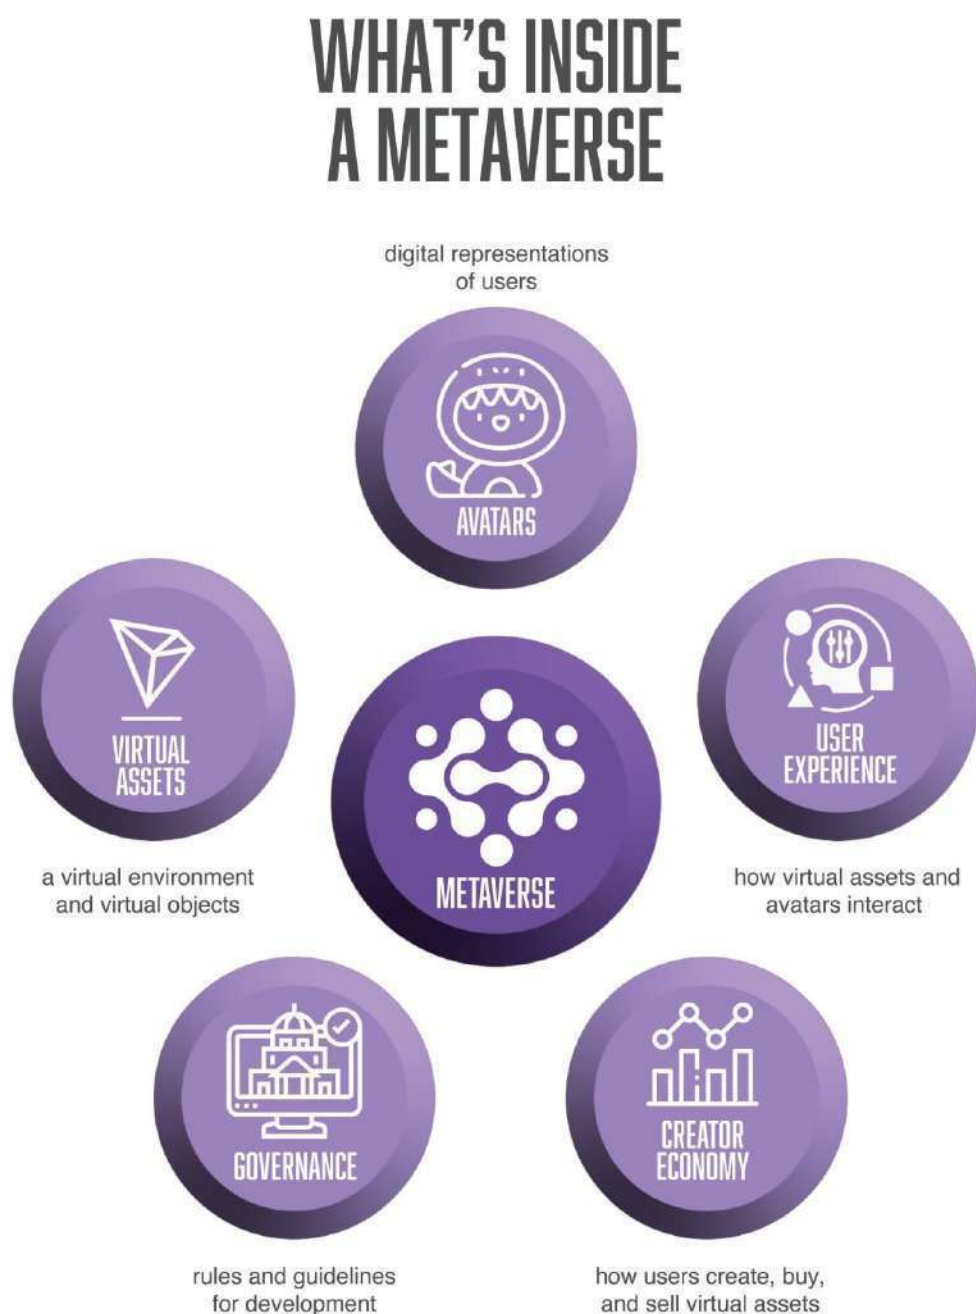 WHAT'S INSIDE
A METAVERSE
digital representations
of users
AVATARS
VIRTUAL
ASSETS
a virtual environment
and virtual objects
METAVERSE
USER
EXPERIENCE
how virtual assets and
avatars interact
GOVERNANCE
rules and guidelines
for development
CREATOR
ECONOMY
how users create, buy,
and sell virtual assets